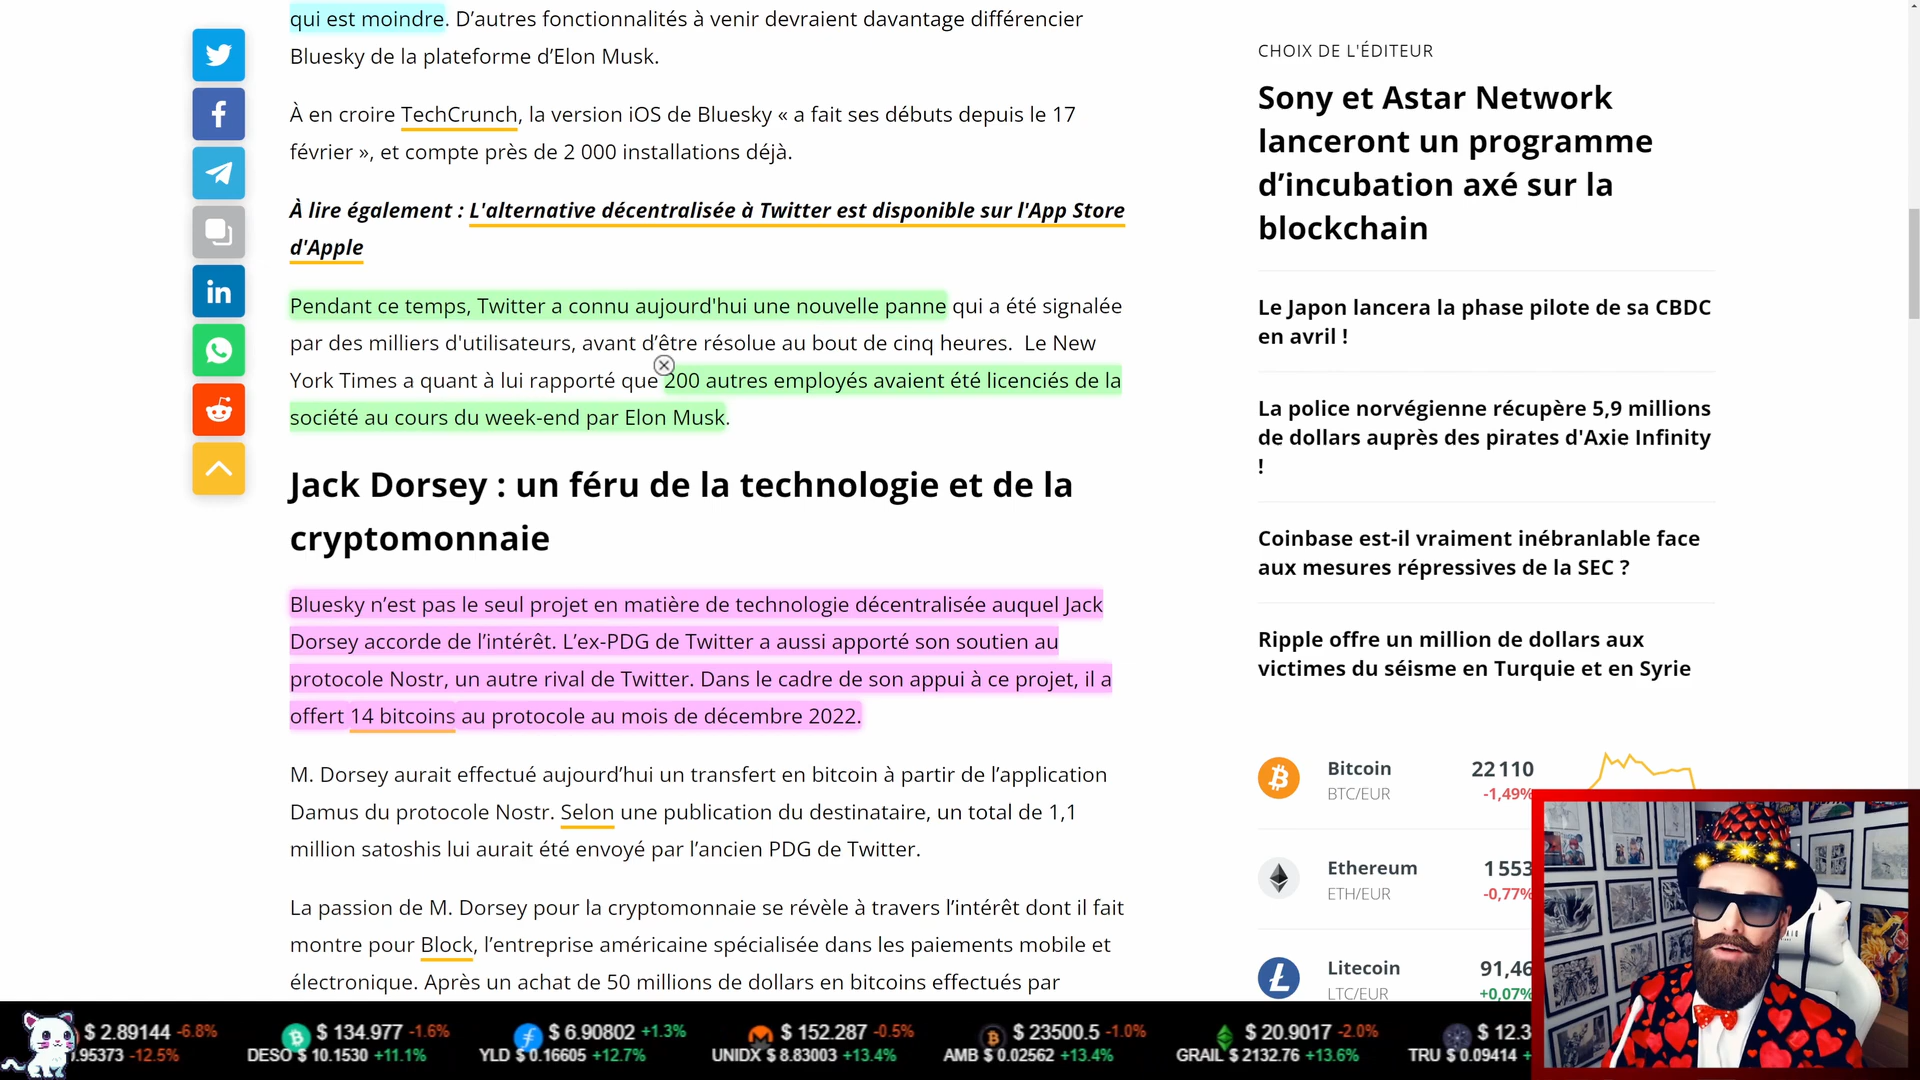 qui est moindre. D’autres fonctionnalités à venir devraient davantage différencier
Bluesky de la plateforme d’Elon Musk.
À en croire TechCrunch, la version iOS de Bluesky « a fait ses débuts depuis le 17
février », et compte près de 2 000 installations déjà.
À lire également : L'alternative décentralisée à Twitter est disponible sur l'App Store
d'Apple
Pendant ce temps, Twitter a connu aujourd'hui une nouvelle panne qui a été signalée
par des milliers d'utilisateurs, avant d’être résolue au bout de cinq heures. Le New
York Times a quant à lui rapporté que 200 autres employés avaient été licenciés de la
société au cours du week-end par Elon Musk.
Jack Dorsey : un féru de la technologie et de la
cryptomonnaie
Bluesky n’est pas le seul projet en matière de technologie décentralisée auquel Jack
Dorsey accorde de l’intérêt. L’ex-PDG de Twitter a aussi apporté son soutien au
protocole Nostr, un autre rival de Twitter. Dans le cadre de son appui à ce projet, il a
offert 14 bitcoins au protocole au mois de décembre 2022.
M. Dorsey aurait effectué aujourd’hui un transfert en bitcoin à partir de l’application
Damus du protocole Nostr. Selon une publication du destinataire, un total de 1,1
million satoshis lui aurait été envoyé par l’ancien PDG de Twitter.
La passion de M. Dorsey pour la cryptomonnaie se révèle à travers l’intérêt dont il fait
montre pour Block, l’entreprise américaine spécialisée dans les paiements mobile et
électronique. Après un achat de 50 millions de dollars en bitcoins effectués par
CHOIX DE L'ÉDITEUR
Sony et Astar Network
lanceront un programme
d’incubation axé sur la
blockchain
Le Japon lancera la phase pilote de sa CBDC
en avril !
La police norvégienne récupère 5,9 millions
de dollars auprès des pirates d'Axie Infinity
!
Coinbase est-il vraiment inébranlable face
aux mesures répressives de la SEC ?
Ripple offre un million de dollars aux
victimes du séisme en Turquie et en Syrie
Bitcoin 22 110
BTC/EUR -1,49%
Ethereum 1 553
ETH/EUR -0,77%
Litecoin 91,46
LTC/EUR +0,07%
$ 2.89144 -6.8% $ 134.977 -1.6% $ 6.90802 +1.3% $ 152.287 -0.5% $ 23500.5 -1.0% $ 20.9017 -2.0% $ 12.3
.95373 -12.5% DESO $ 10.1530 +11.1% YLD $ 0.16605 +12.7% UNIDX $ 8.83003 +13.4% AMB $ 0.02562 +13.4% GRAIL $ 2132.76 +13.6% TRU $ 0.09414 +